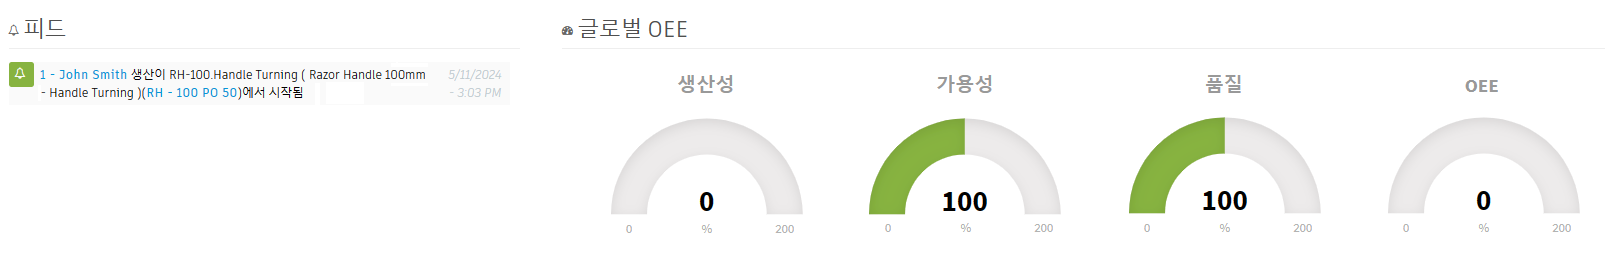 피드
1 - John Smith 생산이 RH-100.Handle Turning ( Razor Handle 100mm
- Handle Turning )(RH - 100 PO 50)에서 시작됨
5/11/2024
- 3:03 PM
글로벌 OEE
생산성
가용성
품질
OEE
0
100
100
0
0 % 200
0 % 200
0 % 200
0 % 200